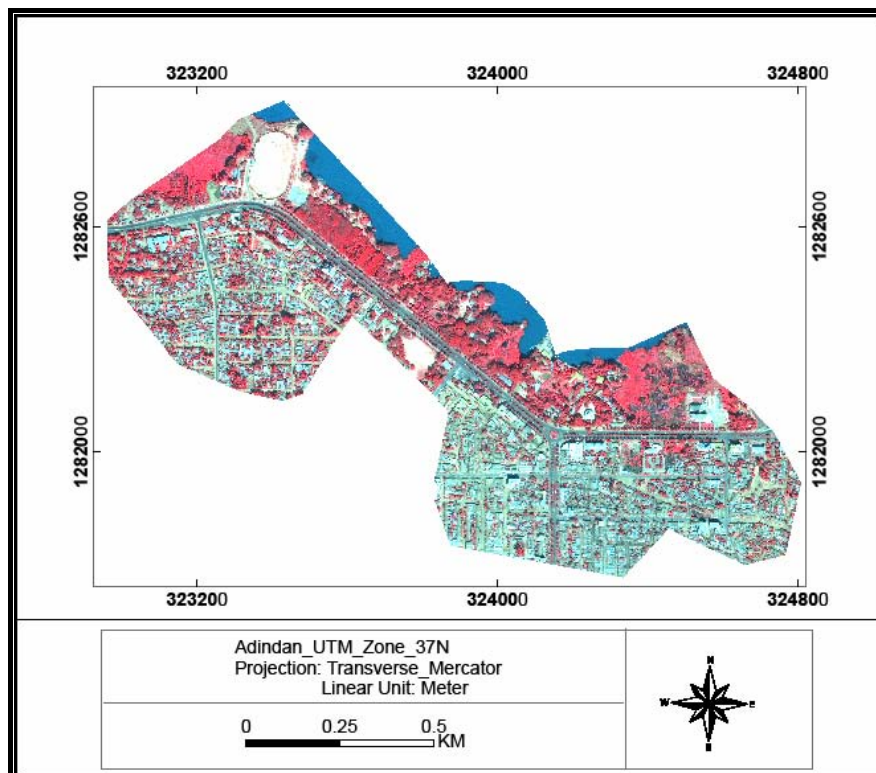 323200 324000 324800
1282600 1282600
1282000 1282000
323200 324000 324800
Adindan_UTM_Zone_37N
Projection: Transverse_Mercator
Linear Unit: Meter
0 0.25 0.5
KM
N
W E
S